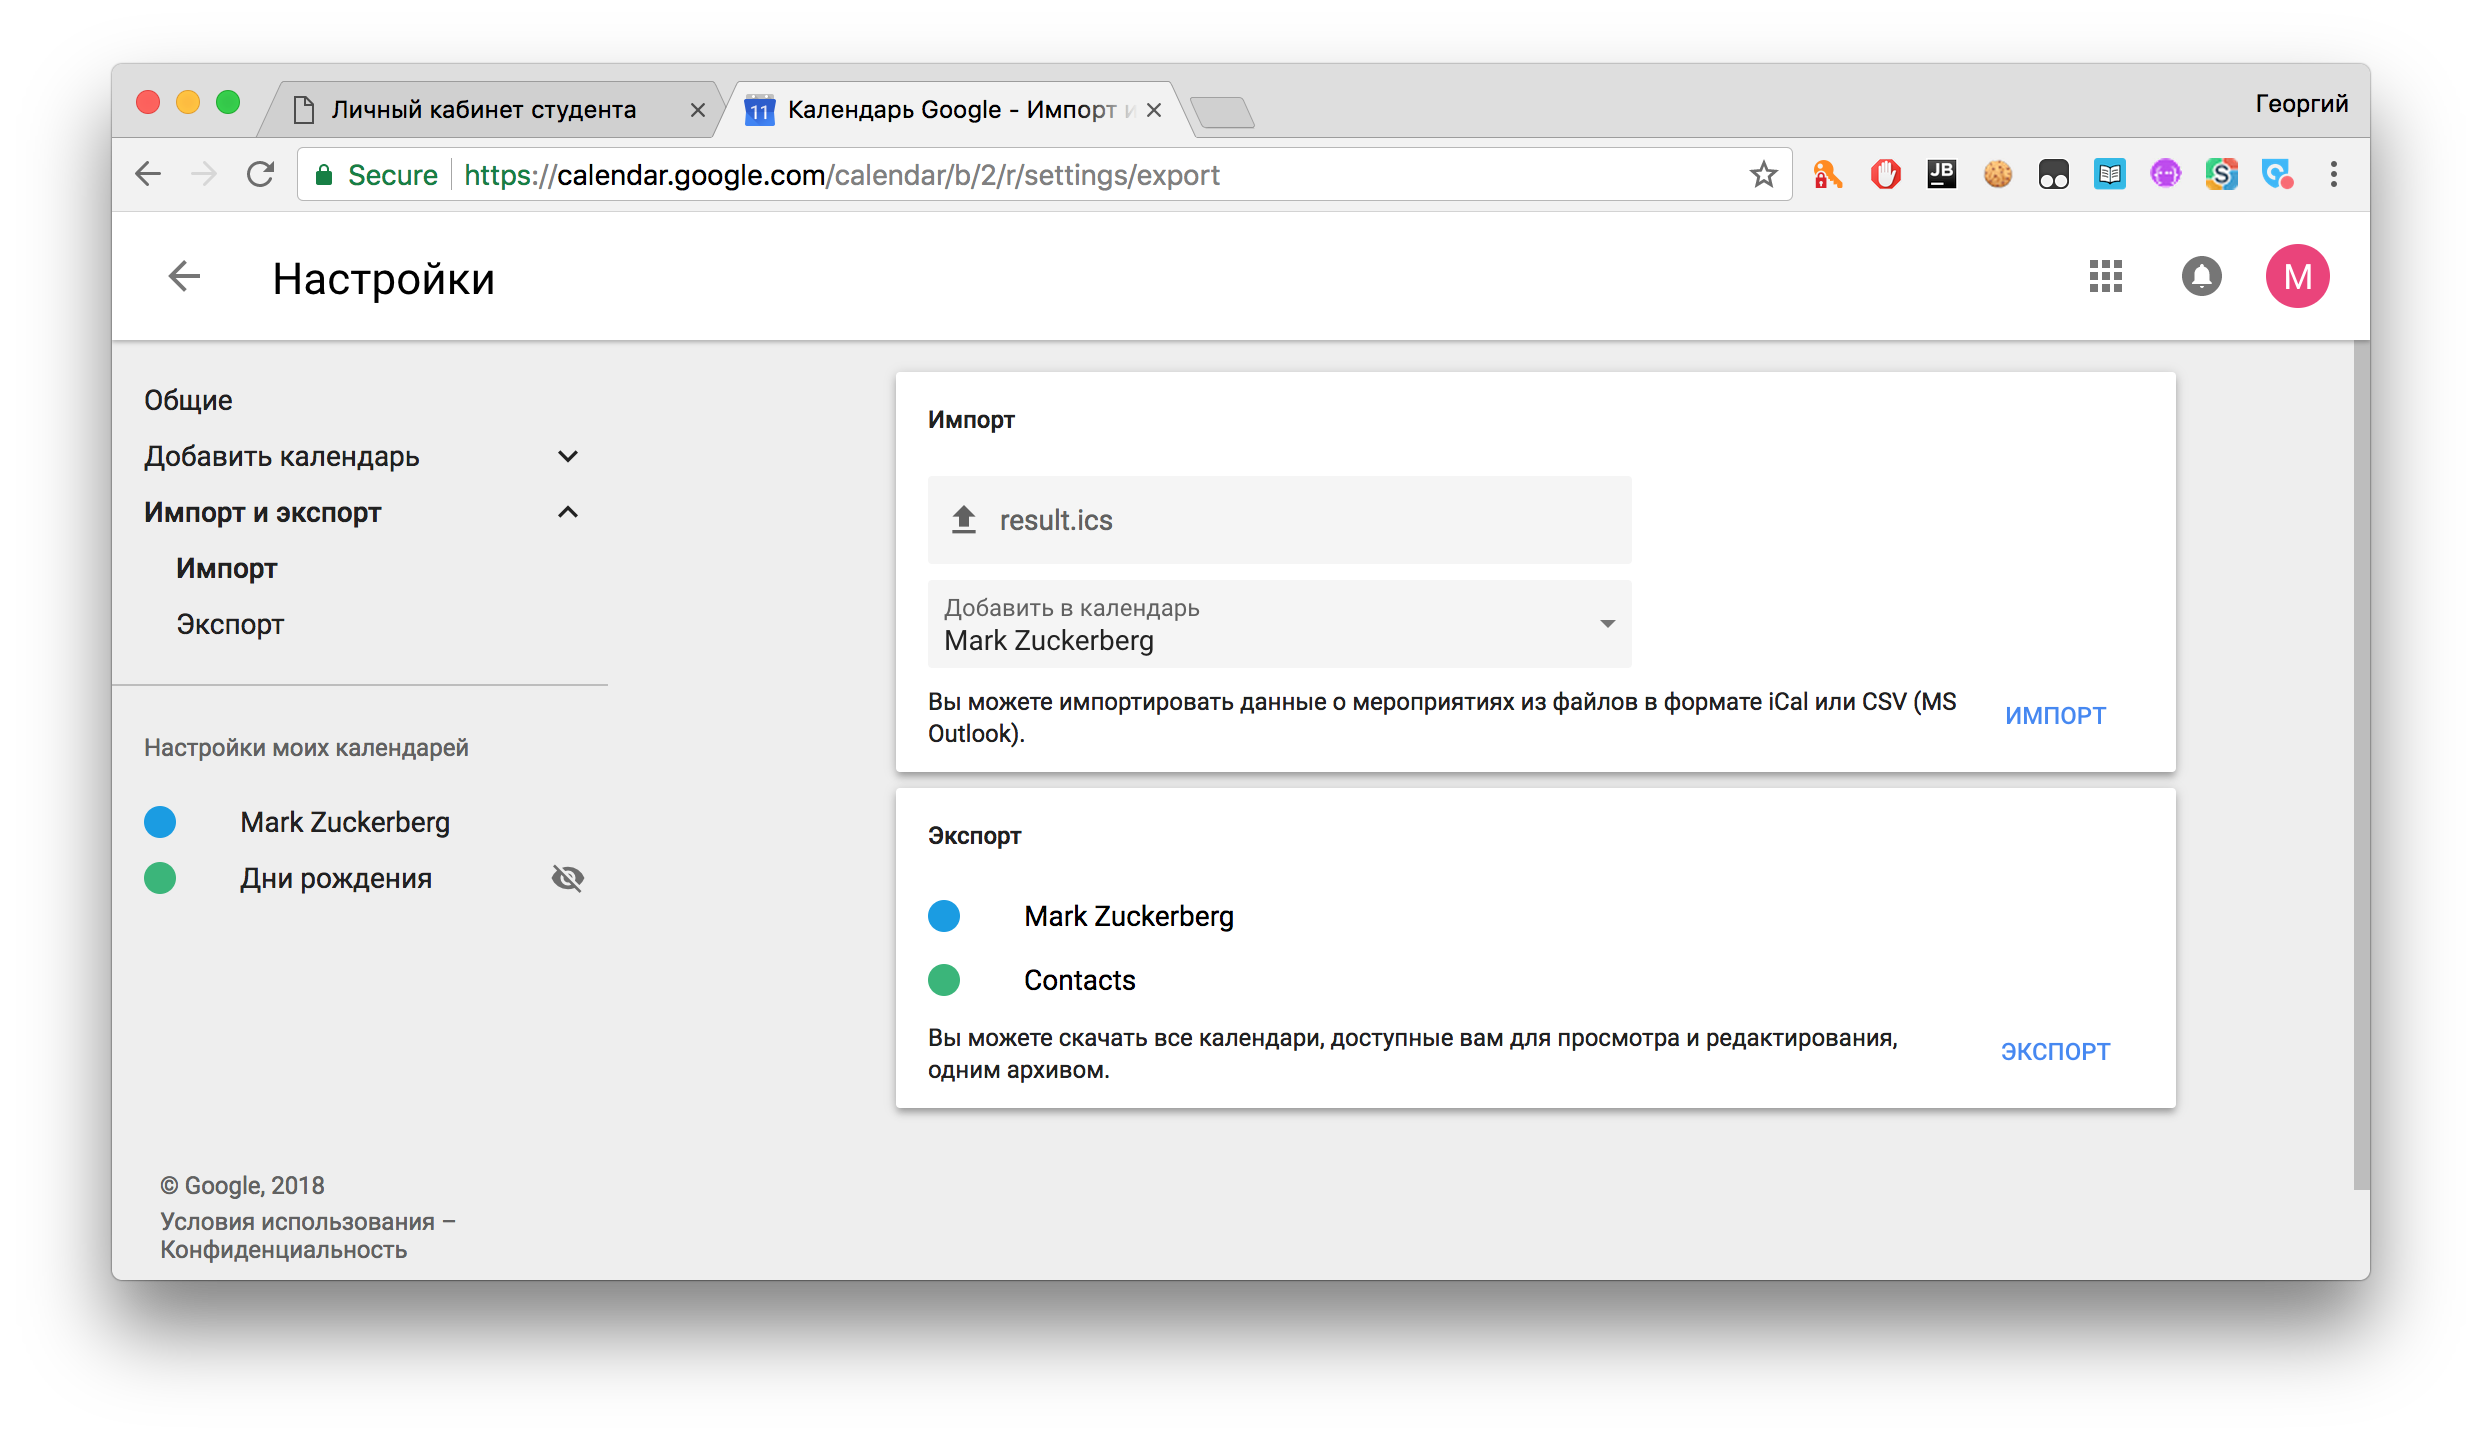 Личный кабинет студента
11
Календарь Google - Импорт и
Георгий
Secure
https://calendar.google.com/calendar/b/2/r/settings/export
JB
S
Настройки
M
Общие
Добавить календарь
Импорт и экспорт
Импорт
Экспорт
Настройки моих календарей
Mark Zuckerberg
Дни рождения
© Google, 2018
Условия использования –
Конфиденциальность
Импорт
result.ics
Добавить в календарь
Mark Zuckerberg
Вы можете импортировать данные о мероприятиях из файлов в формате iCal или CSV (MS
Outlook).
ИМПОРТ
Экспорт
Mark Zuckerberg
Contacts
Вы можете скачать все календари, доступные вам для просмотра и редактирования,
одним архивом.
ЭКСПОРТ